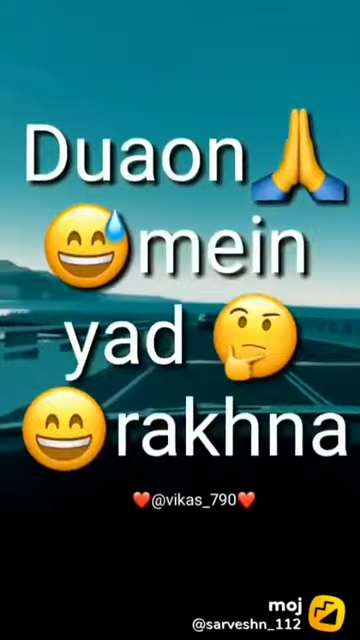 Duaon🙏
😅mein
yad 🤔
😄rakhna
❤️@vikas_790❤️
moj
@sarveshn_112